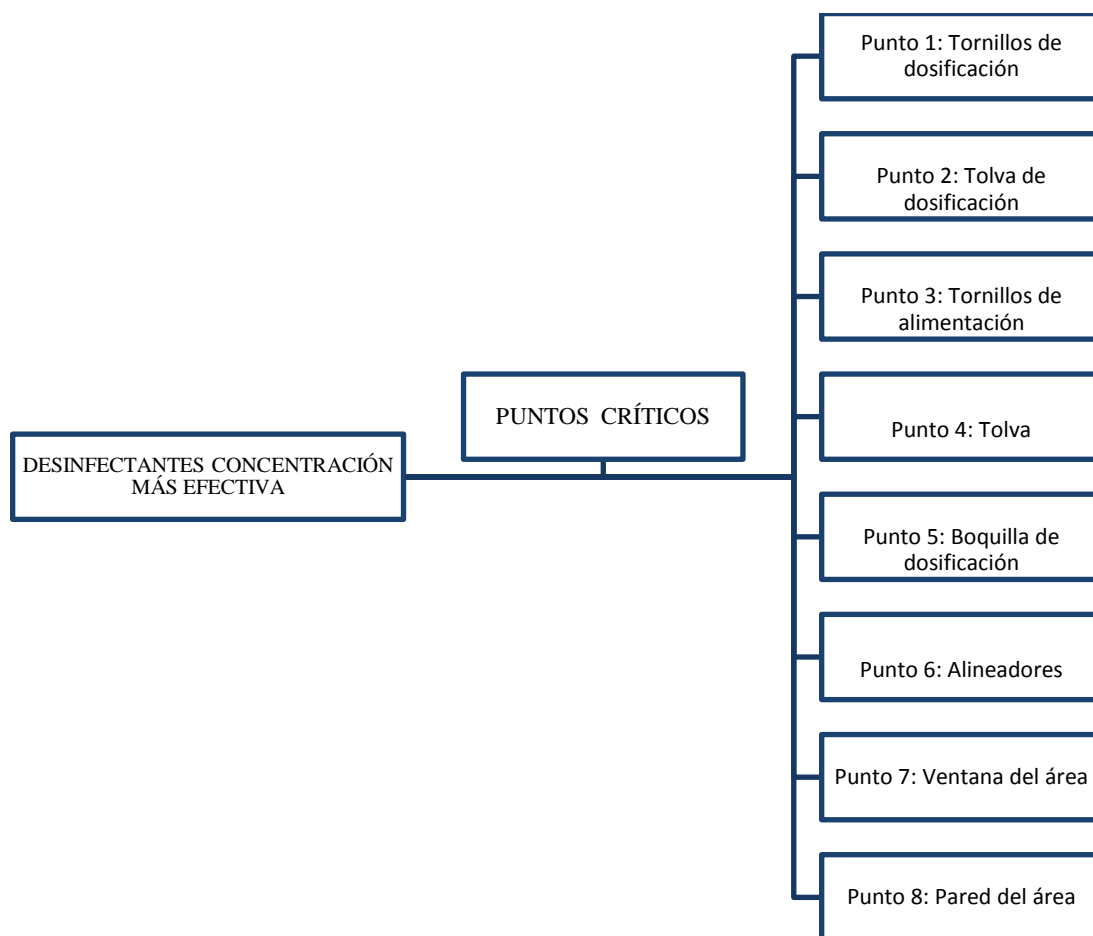 DESINFECTANTES CONCENTRACIÓN
MÁS EFECTIVA
PUNTOS CRÍTICOS
Punto 1: Tornillos de
dosificación
Punto 2: Tolva de
dosificación
Punto 3: Tornillos de
alimentación
Punto 4: Tolva
Punto 5: Boquilla de
dosificación
Punto 6: Alineadores
Punto 7: Ventana del área
Punto 8: Pared del área